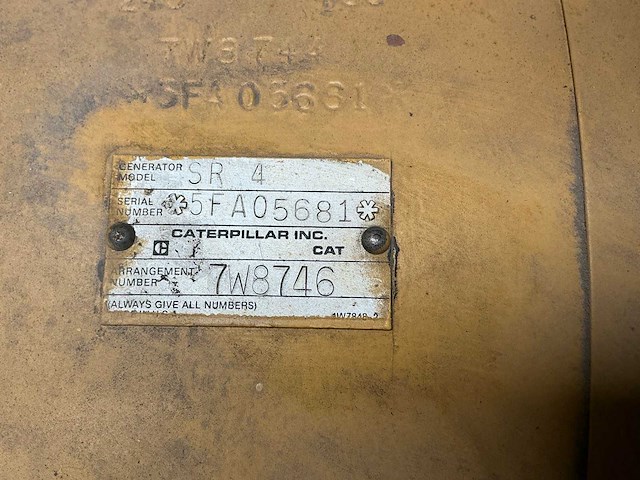 GENERATOR
MODEL SR 4
SERIAL
NUMBER *5FA05681*
CATERPILLAR INC.
CAT
ARRANGEMENT
NUMBER 7W8746
(ALWAYS GIVE ALL NUMBERS)